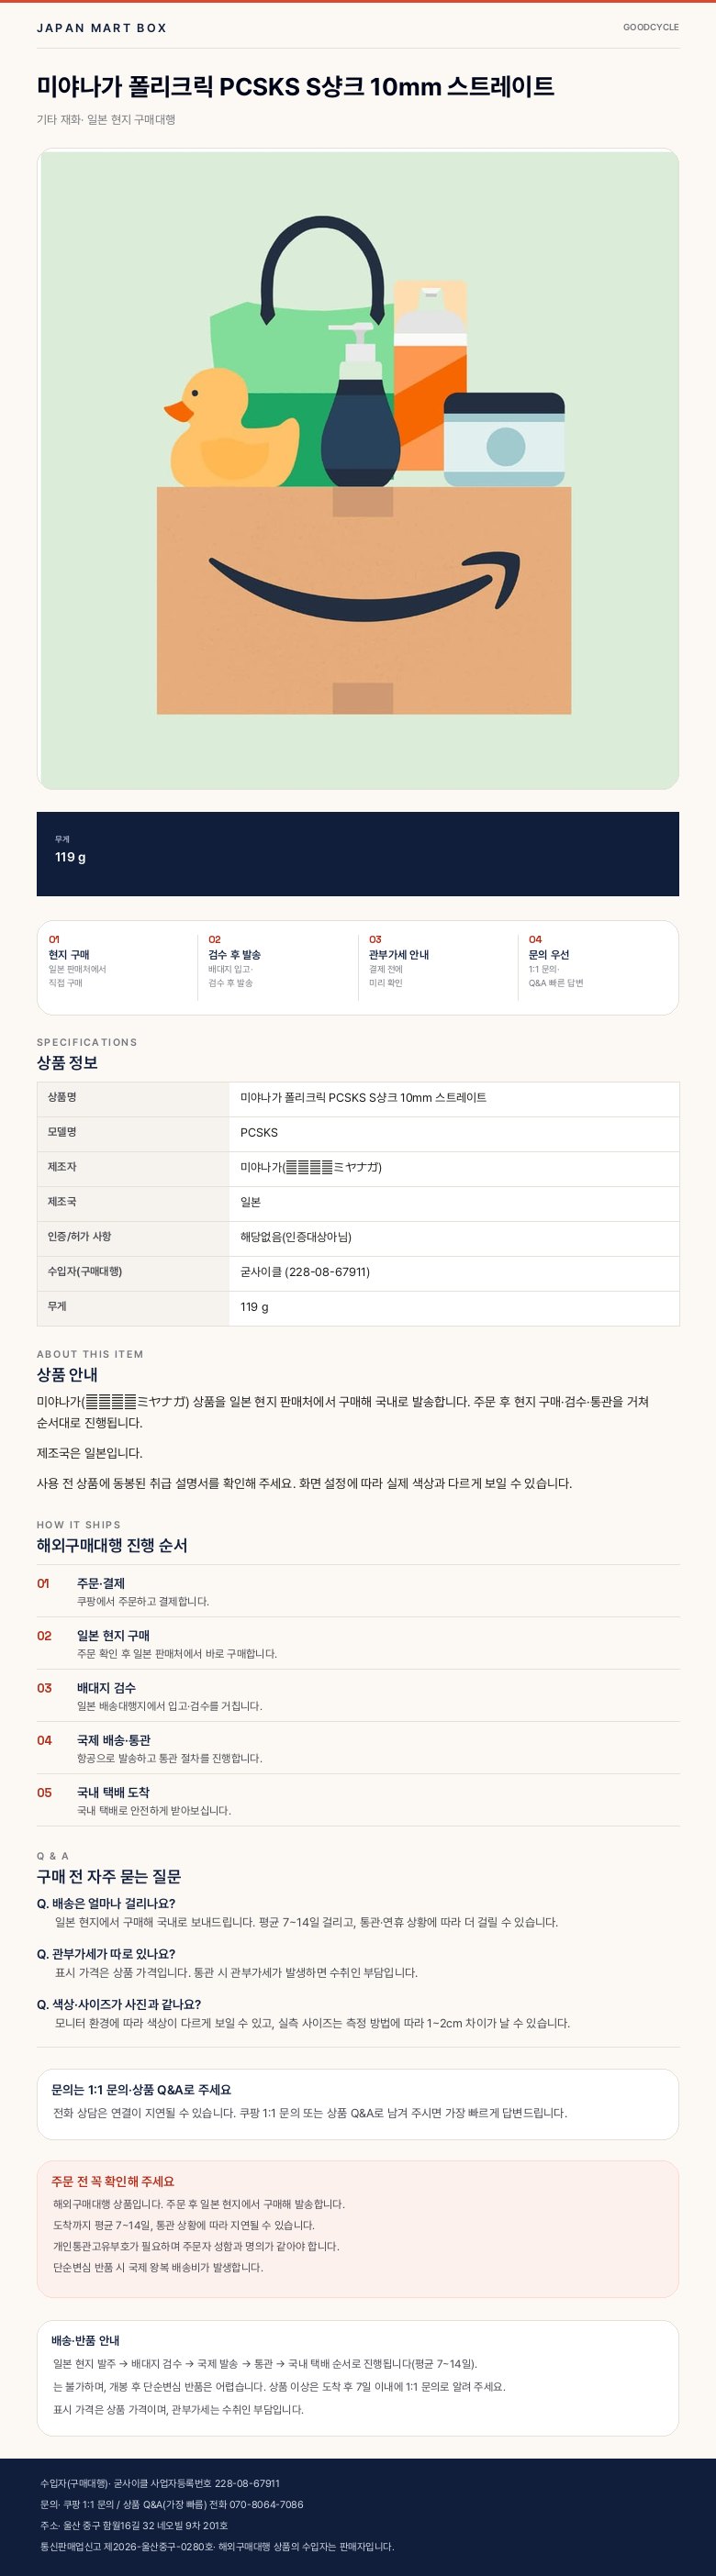 JAPAN MART BOX
GOODCYCLE
미야나가 폴리크릭 PCSKS S샹크 10mm 스트레이트
기타 재화· 일본 현지 구매대행
무게
119 g
01
현지 구매
일본 판매처에서
직접 구매
02
검수 후 발송
배대지 입고·
검수 후 발송
03
관부가세 안내
결제 전에
미리 확인
04
문의 우선
1:1 문의·
Q&A 빠른 답변
SPECIFICATIONS
상품 정보
상품명 미야나가 폴리크릭 PCSKS S샹크 10mm 스트레이트
모델명 PCSKS
제조자 미야나가(ミヤナガ)
제조국 일본
인증/허가 사항 해당없음(인증대상아님)
수입자(구매대행) 굳사이클 (228-08-67911)
무게 119 g
ABOUT THIS ITEM
상품 안내
미야나가(ミヤナガ) 상품을 일본 현지 판매처에서 구매해 국내로 발송합니다. 주문 후 현지 구매·검수·통관을 거쳐
순서대로 진행됩니다.
제조국은 일본입니다.
사용 전 상품에 동봉된 취급 설명서를 확인해 주세요. 화면 설정에 따라 실제 색상과 다르게 보일 수 있습니다.
HOW IT SHIPS
해외구매대행 진행 순서
01 주문·결제
쿠팡에서 주문하고 결제합니다.
02 일본 현지 구매
주문 확인 후 일본 판매처에서 바로 구매합니다.
03 배대지 검수
일본 배송대행지에서 입고·검수를 거칩니다.
04 국제 배송·통관
항공으로 발송하고 통관 절차를 진행합니다.
05 국내 택배 도착
국내 택배로 안전하게 받아보십니다.
Q & A
구매 전 자주 묻는 질문
Q. 배송은 얼마나 걸리나요?
일본 현지에서 구매해 국내로 보내드립니다. 평균 7~14일 걸리고, 통관·연휴 상황에 따라 더 걸릴 수 있습니다.
Q. 관부가세가 따로 있나요?
표시 가격은 상품 가격입니다. 통관 시 관부가세가 발생하면 수취인 부담입니다.
Q. 색상·사이즈가 사진과 같나요?
모니터 환경에 따라 색상이 다르게 보일 수 있고, 실측 사이즈는 측정 방법에 따라 1~2cm 차이가 날 수 있습니다.
문의는 1:1 문의·상품 Q&A로 주세요
전화 상담은 연결이 지연될 수 있습니다. 쿠팡 1:1 문의 또는 상품 Q&A로 남겨 주시면 가장 빠르게 답변드립니다.
주문 전 꼭 확인해 주세요
해외구매대행 상품입니다. 주문 후 일본 현지에서 구매해 발송합니다.
도착까지 평균 7~14일, 통관 상황에 따라 지연될 수 있습니다.
개인통관고유부호가 필요하며 주문자 성함과 명의가 같아야 합니다.
단순변심 반품 시 국제 왕복 배송비가 발생합니다.
배송·반품 안내
일본 현지 발주 → 배대지 검수 → 국제 발송 → 통관 → 국내 택배 순서로 진행됩니다(평균 7~14일).
는 불가하며, 개봉 후 단순변심 반품은 어렵습니다. 상품 이상은 도착 후 7일 이내에 1:1 문의로 알려 주세요.
표시 가격은 상품 가격이며, 관부가세는 수취인 부담입니다.
수입자(구매대행)· 굳사이클 사업자등록번호 228-08-67911
문의· 쿠팡 1:1 문의 / 상품 Q&A(가장 빠름) 전화 070-8064-7086
주소· 울산 중구 함월16길 32 네오빌 9차 201호
통신판매업신고 제2026-울산중구-0280호· 해외구매대행 상품의 수입자는 판매자입니다.